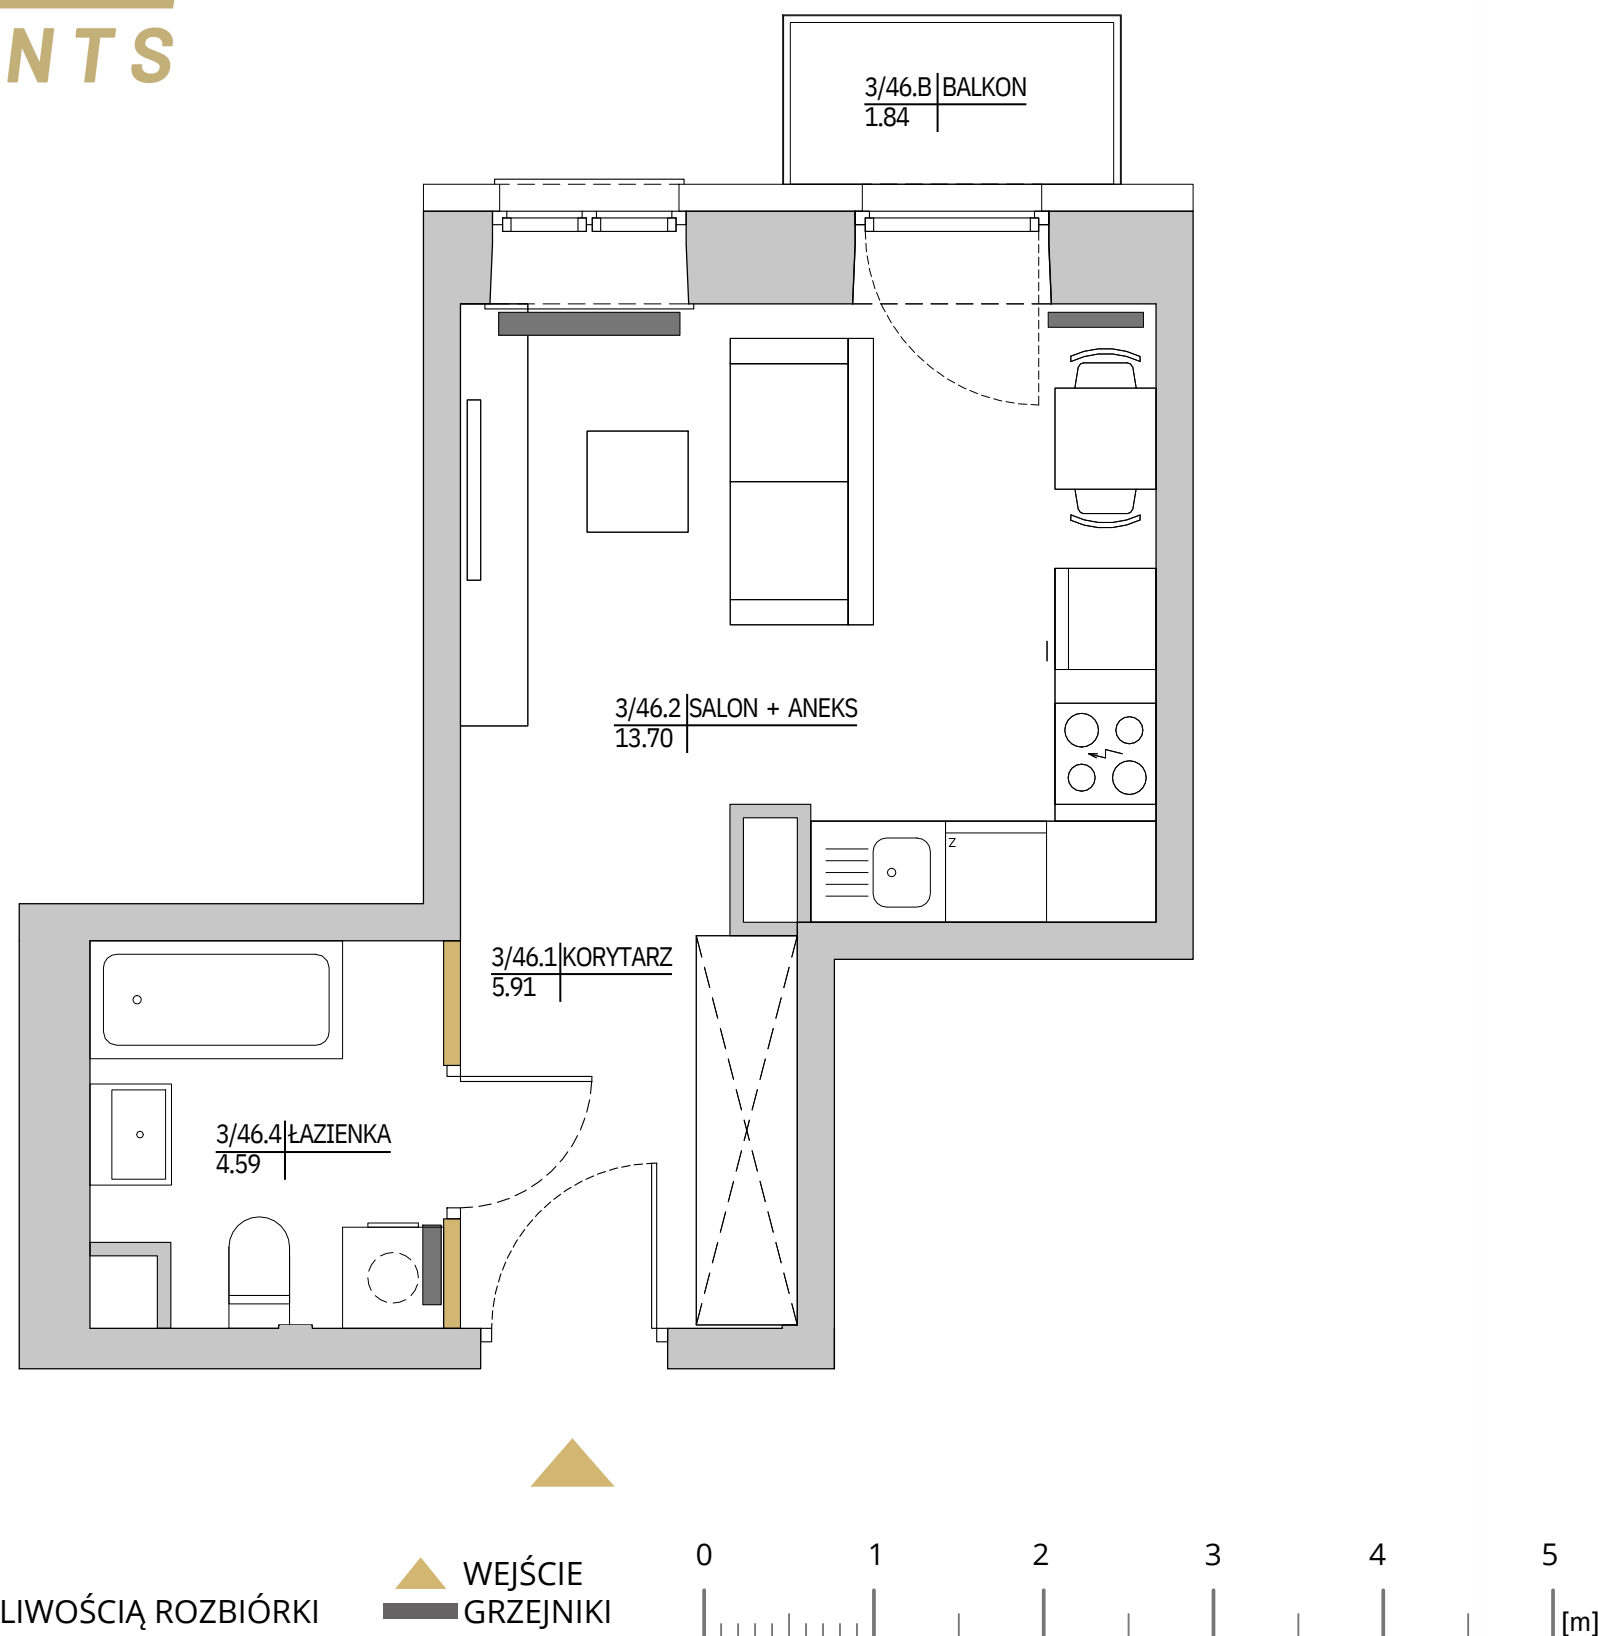 NTS
3/46.B BALKON
1.84
3/46.2 SALON + ANEKS
13.70
Z
3/46.1 KORYTARZ
5.91
3/46.4 ŁAZIENKA
4.59
WEJŚCIE
LIWOŚCIĄ ROZBIÓRKI
GRZEJNIKI
0 1 2 3 4 5
[m]